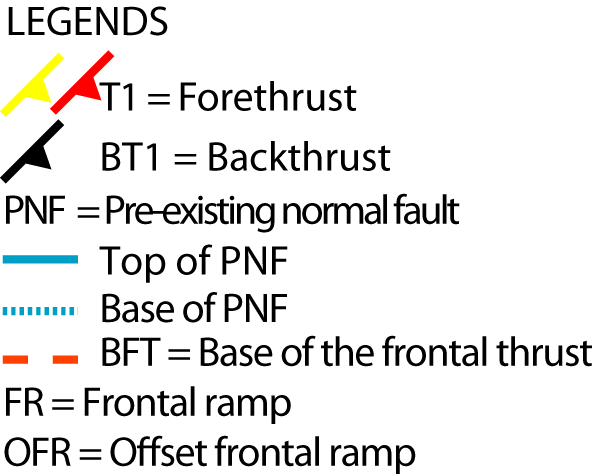 LEGENDS
T1 = Forethrust
BT1 = Backthrust
PNF = Pre-existing normal fault
Top of PNF
Base of PNF
BFT = Base of the frontal thrust
FR = Frontal ramp
OFR = Offset frontal ramp